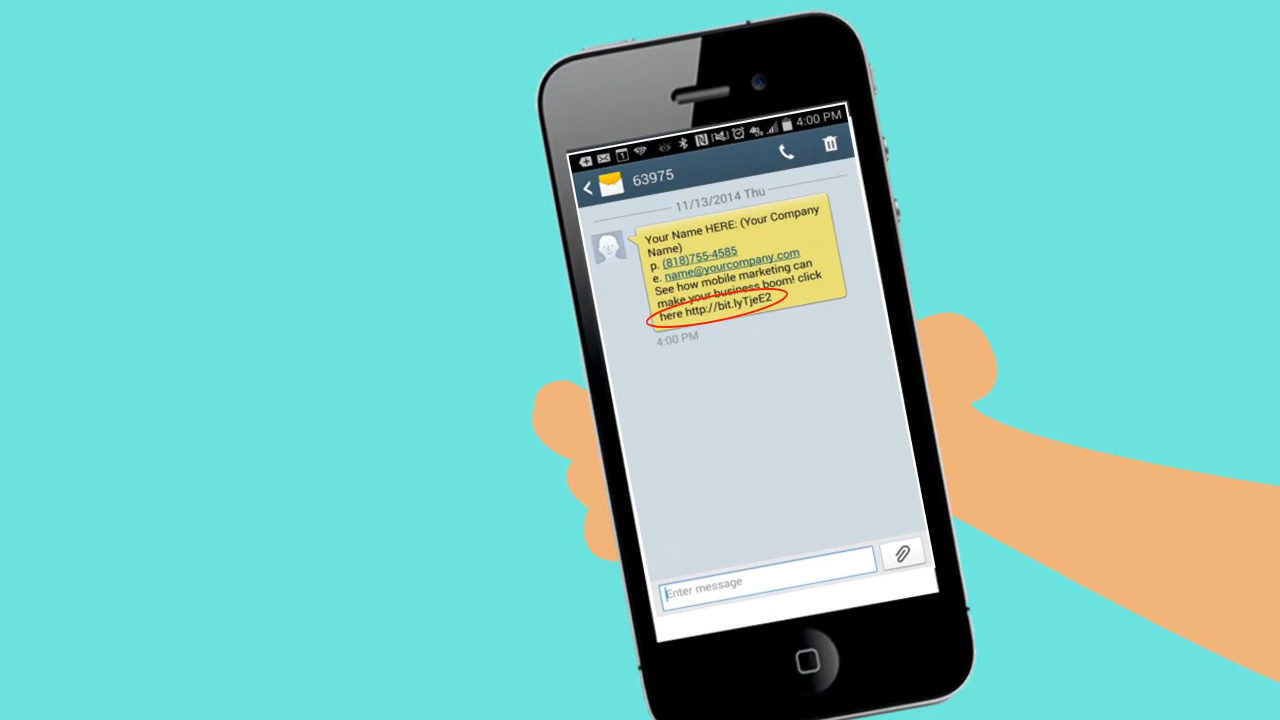 4:00 PM
63975
11/13/2014 Thu
Your Name HERE: (Your Company
Name)
p. (818)755-4585
e. name@yourcompany.com
See how mobile marketing can
make your business boom! click
here http://bit.lyTjeE2
4:00 PM
Enter message